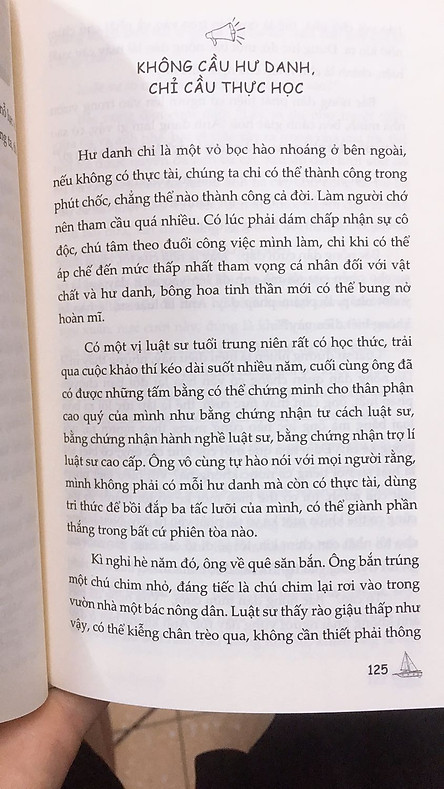 KHÔNG CẦU HƯ DANH,
CHỈ CẦU THỰC HỌC
Hư danh chỉ là một vỏ bọc hào nhoáng ở bên ngoài,
nếu không có thực tài, chúng ta chỉ có thể thành công trong
phút chốc, chẳng thể nào thành công cả đời. Làm người chớ
nên tham cầu quá nhiều. Có lúc phải dám chấp nhận sự cô
độc, chú tâm theo đuổi công việc mình làm, chỉ khi có thể
áp chế đến mức thấp nhất tham vọng cá nhân đối với vật
chất và hư danh, bông hoa tinh thần mới có thể bung nở
hoàn mĩ.
Có một vị luật sư tuổi trung niên rất có học thức, trải
qua cuộc khảo thí kéo dài suốt nhiều năm, cuối cùng ông đã
có được những tấm bằng có thể chứng minh cho thân phận
cao quý của mình như bằng chứng nhận tư cách luật sư,
bằng chứng nhận hành nghề luật sư, bằng chứng nhận trợ lí
luật sư cao cấp. Ông vô cùng tự hào nói với mọi người rằng,
mình không phải có mỗi hư danh mà còn có thực tài, dùng
tri thức để bồi đắp ba tấc lưỡi của mình, có thể giành phần
thắng trong bất cứ phiên tòa nào.
Kì nghỉ hè năm đó, ông về quê săn bắn. Ông bắn trúng
một chú chim nhỏ, đáng tiếc là chú chim lại rơi vào trong
vườn nhà một bác nông dân. Luật sư thấy rào giậu thấp như
vậy, có thể kiễng chân trèo qua, không cần thiết phải thông
125